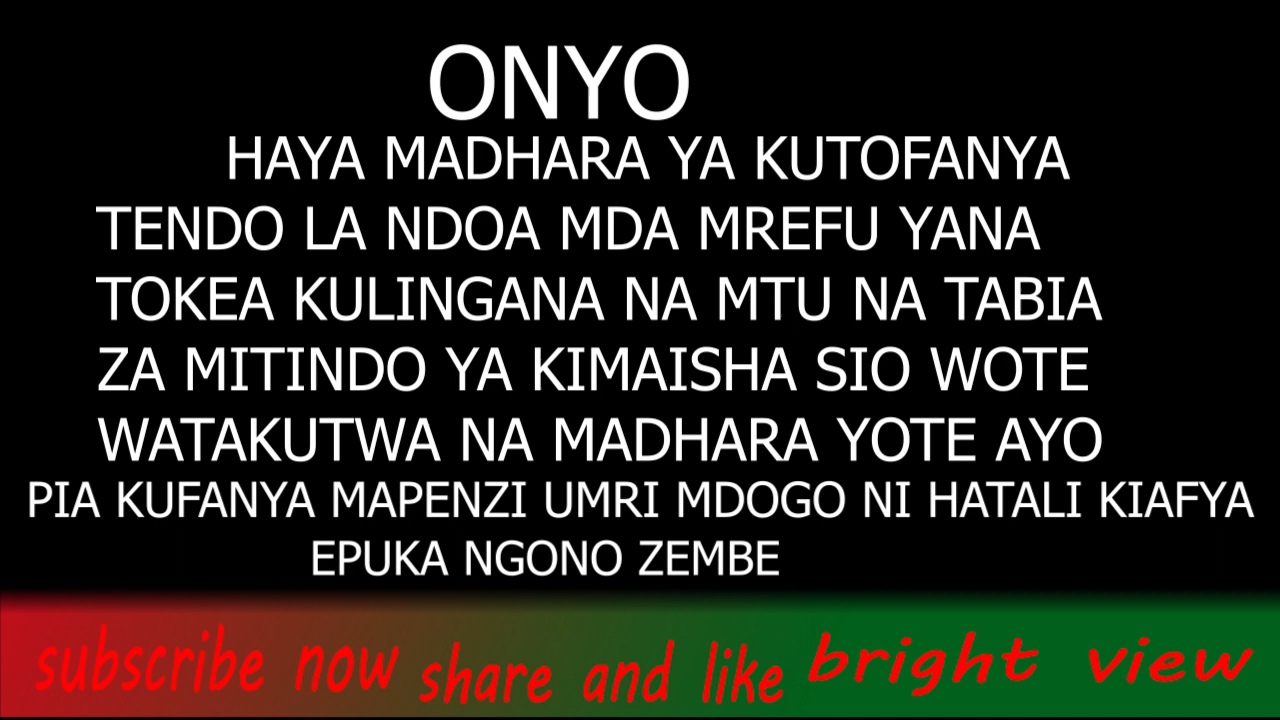 ONYO
HAYA MADHARA YA KUTOFANYA
TENDO LA NDOA MDA MREFU YANA
TOKEA KULINGANA NA MTU NA TABIA
ZA MITINDO YA KIMAISHA SIO WOTE
WATAKUTWA NA MADHARA YOTE AYO
PIA KUFANYA MAPENZI UMRI MDOGO NI HATALI KIAFYA
EPUKA NGONO ZEMBE
subscribe now share and like bright view